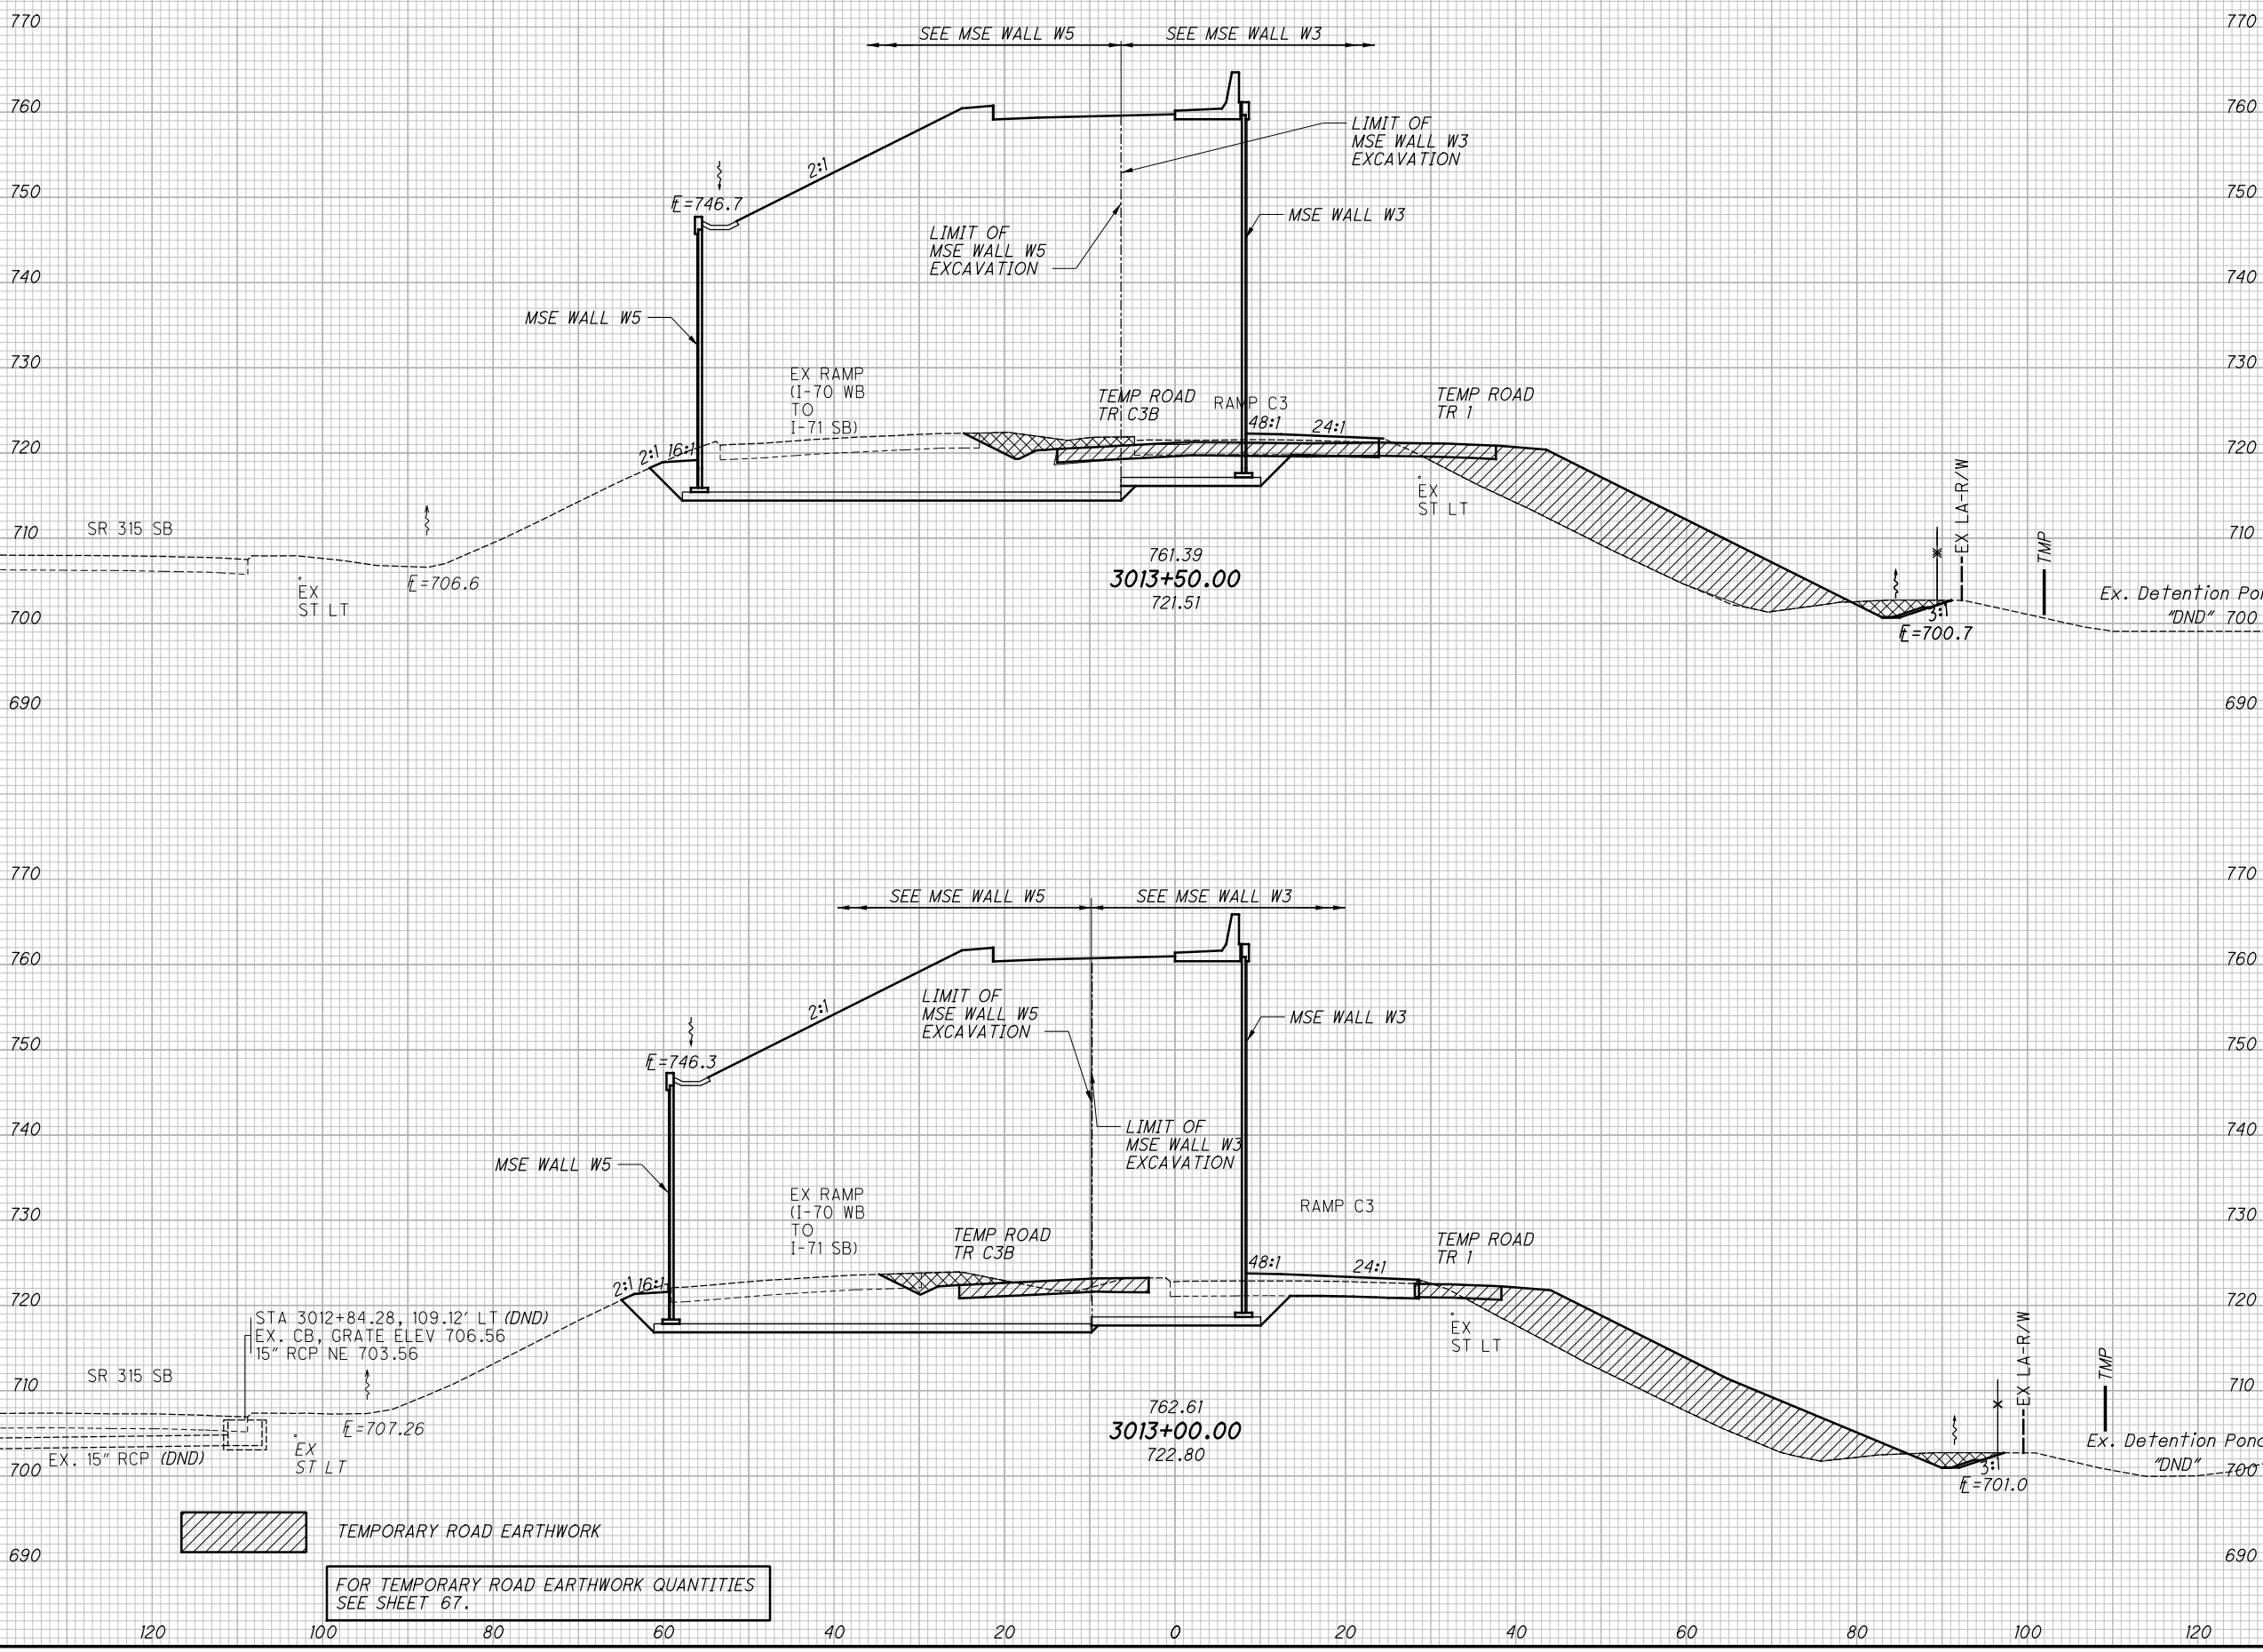 770
770
SEE MSE WALL W5
SEE MSE WALL W3
760
760
LIMIT OF
MSE WALL W3
EXCAVATION
2:1
750
750
FL=746.7
MSE WALL W3
LIMIT OF
MSE WALL W5
EXCAVATION
740
740
MSE WALL W5
730
730
EX RAMP
(I-70 WB
TO
I-71 SB)
TEMP ROAD
TR C3B
RAMP C3
TEMP ROAD
TR 1
48:1
24:1
720
720
2:1
16:1
EX
ST LT
EX LA-R/W
TMP
710
710
SR 315 SB
FL=706.6
EX
ST LT
761.39
3013+50.00
721.51
Ex. Detention Pon
"DND"
700
700
3:1
FL=700.7
690
690
770
770
SEE MSE WALL W5
SEE MSE WALL W3
760
760
2:1
LIMIT OF
MSE WALL W5
EXCAVATION
MSE WALL W3
750
750
FL=746.3
740
740
LIMIT OF
MSE WALL W3
EXCAVATION
MSE WALL W5
730
730
EX RAMP
(I-70 WB
TO
I-71 SB)
RAMP C3
TEMP ROAD
TR C3B
TEMP ROAD
TR 1
48:1
24:1
2:1
16:1
720
720
STA 3012+84.28, 109.12' LT (DND)
EX. CB, GRATE ELEV 706.56
15" RCP NE 703.56
EX
ST LT
EX LA-R/W
TMP
SR 315 SB
710
710
FL=707.26
762.61
3013+00.00
722.80
EX
ST LT
EX. 15" RCP (DND)
Ex. Detention Pond
"DND"
700
700
3:1
FL=701.0
TEMPORARY ROAD EARTHWORK
690
690
FOR TEMPORARY ROAD EARTHWORK QUANTITIES
SEE SHEET 67.
120
100
80
60
40
20
0
20
40
60
80
100
120